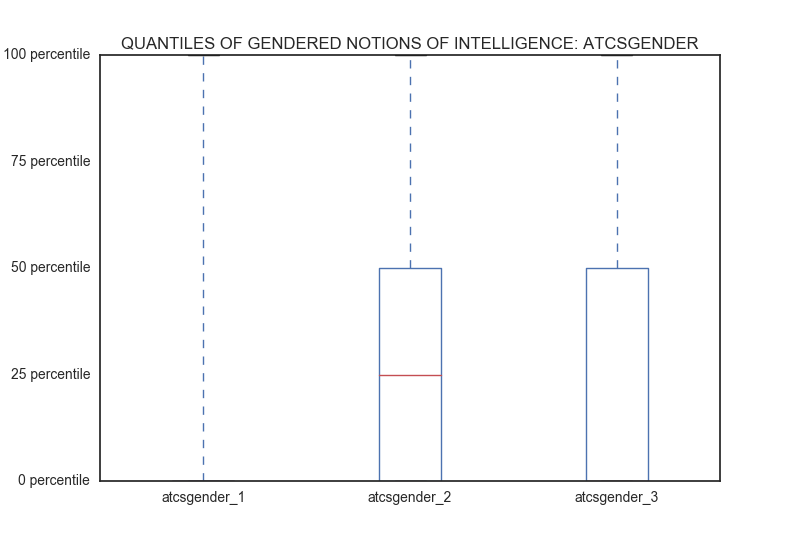 QUANTILES OF GENDERED NOTIONS OF INTELLIGENCE: ATCSGENDER
100 percentile
75 percentile
50 percentile
25 percentile
0 percentile
atcsgender_1
atcsgender_2
atcsgender_3